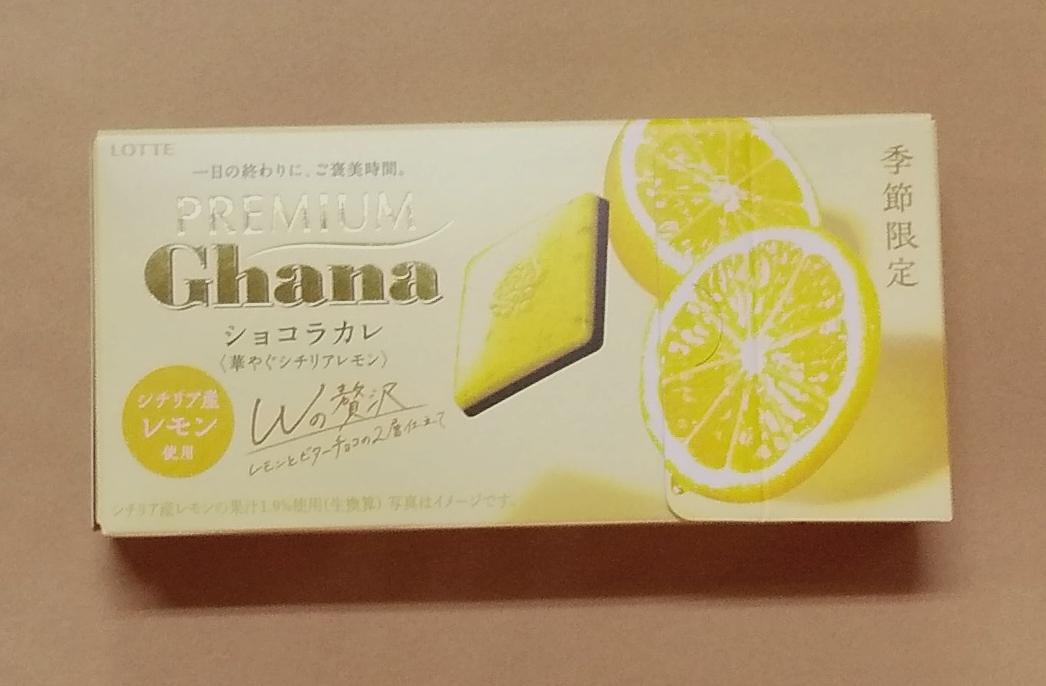 LOTTE
一日の終わりに、ご褒美時間。
PREMIUM
Ghana
ショコラカレ
〈華やぐシチリアレモン〉
シチリア産
レモン
使用
Wの贅沢
レモンとビターチョコの2層仕立て
シチリア産レモンの果汁1.9%使用(生換算) 写真はイメージです。
季節限定